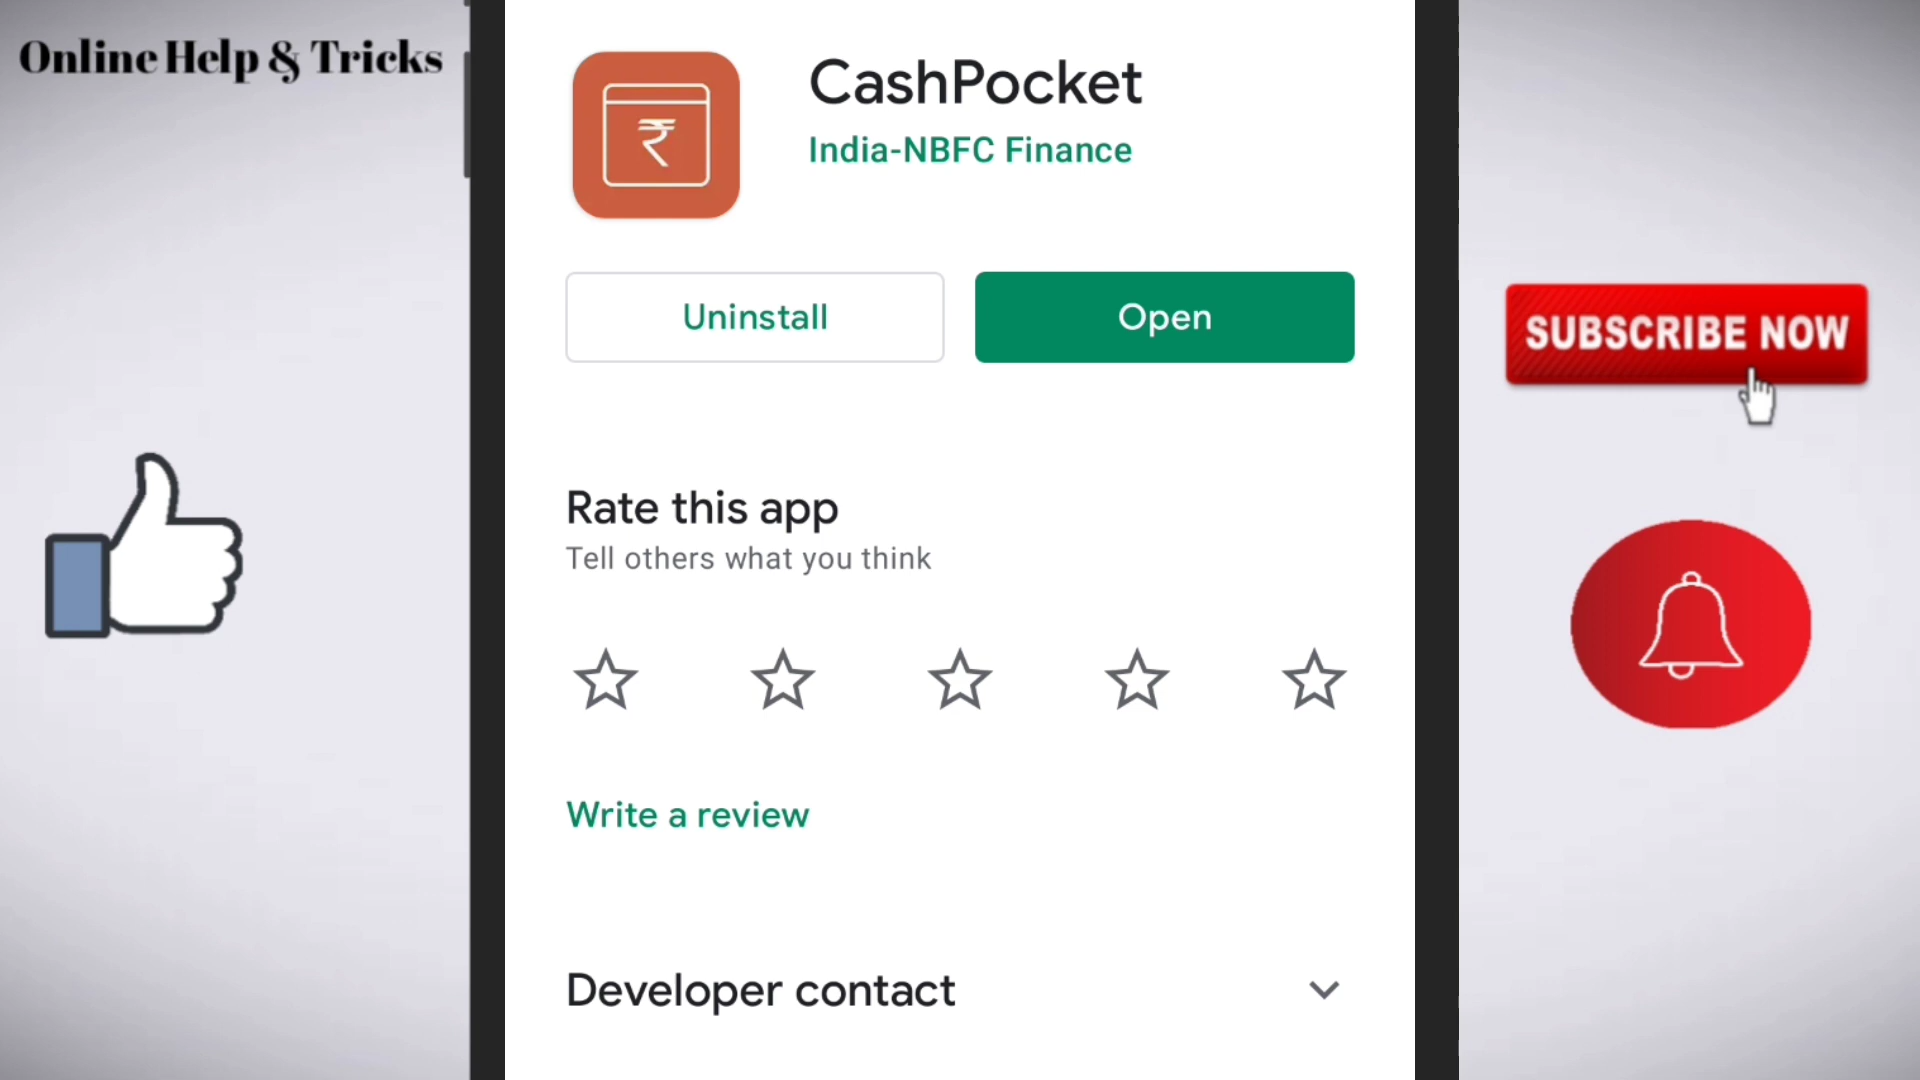 Online Help & Tricks
CashPocket
India-NBFC Finance
₹
Uninstall
Open
SUBSCRIBE NOW
Rate this app
Tell others what you think
Write a review
Developer contact